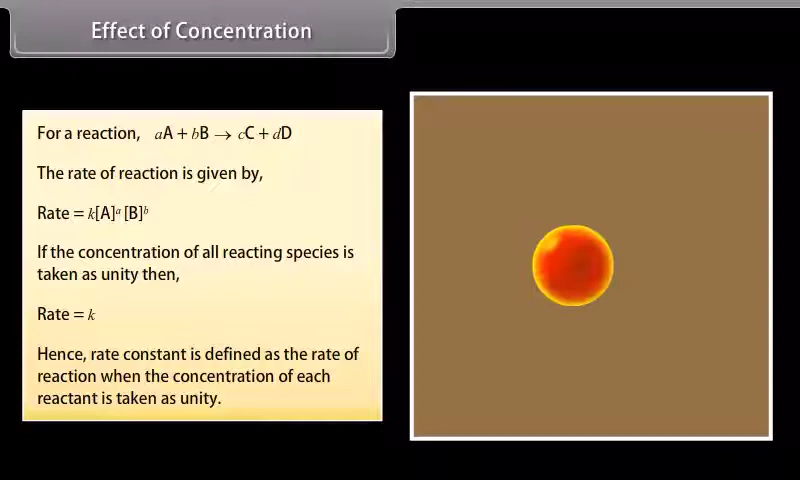 Effect of Concentration
For a reaction, aA + bB → cC + dD
The rate of reaction is given by,
Rate = k[A]ᵃ [B]ᵇ
If the concentration of all reacting species is
taken as unity then,
Rate = k
Hence, rate constant is defined as the rate of
reaction when the concentration of each
reactant is taken as unity.